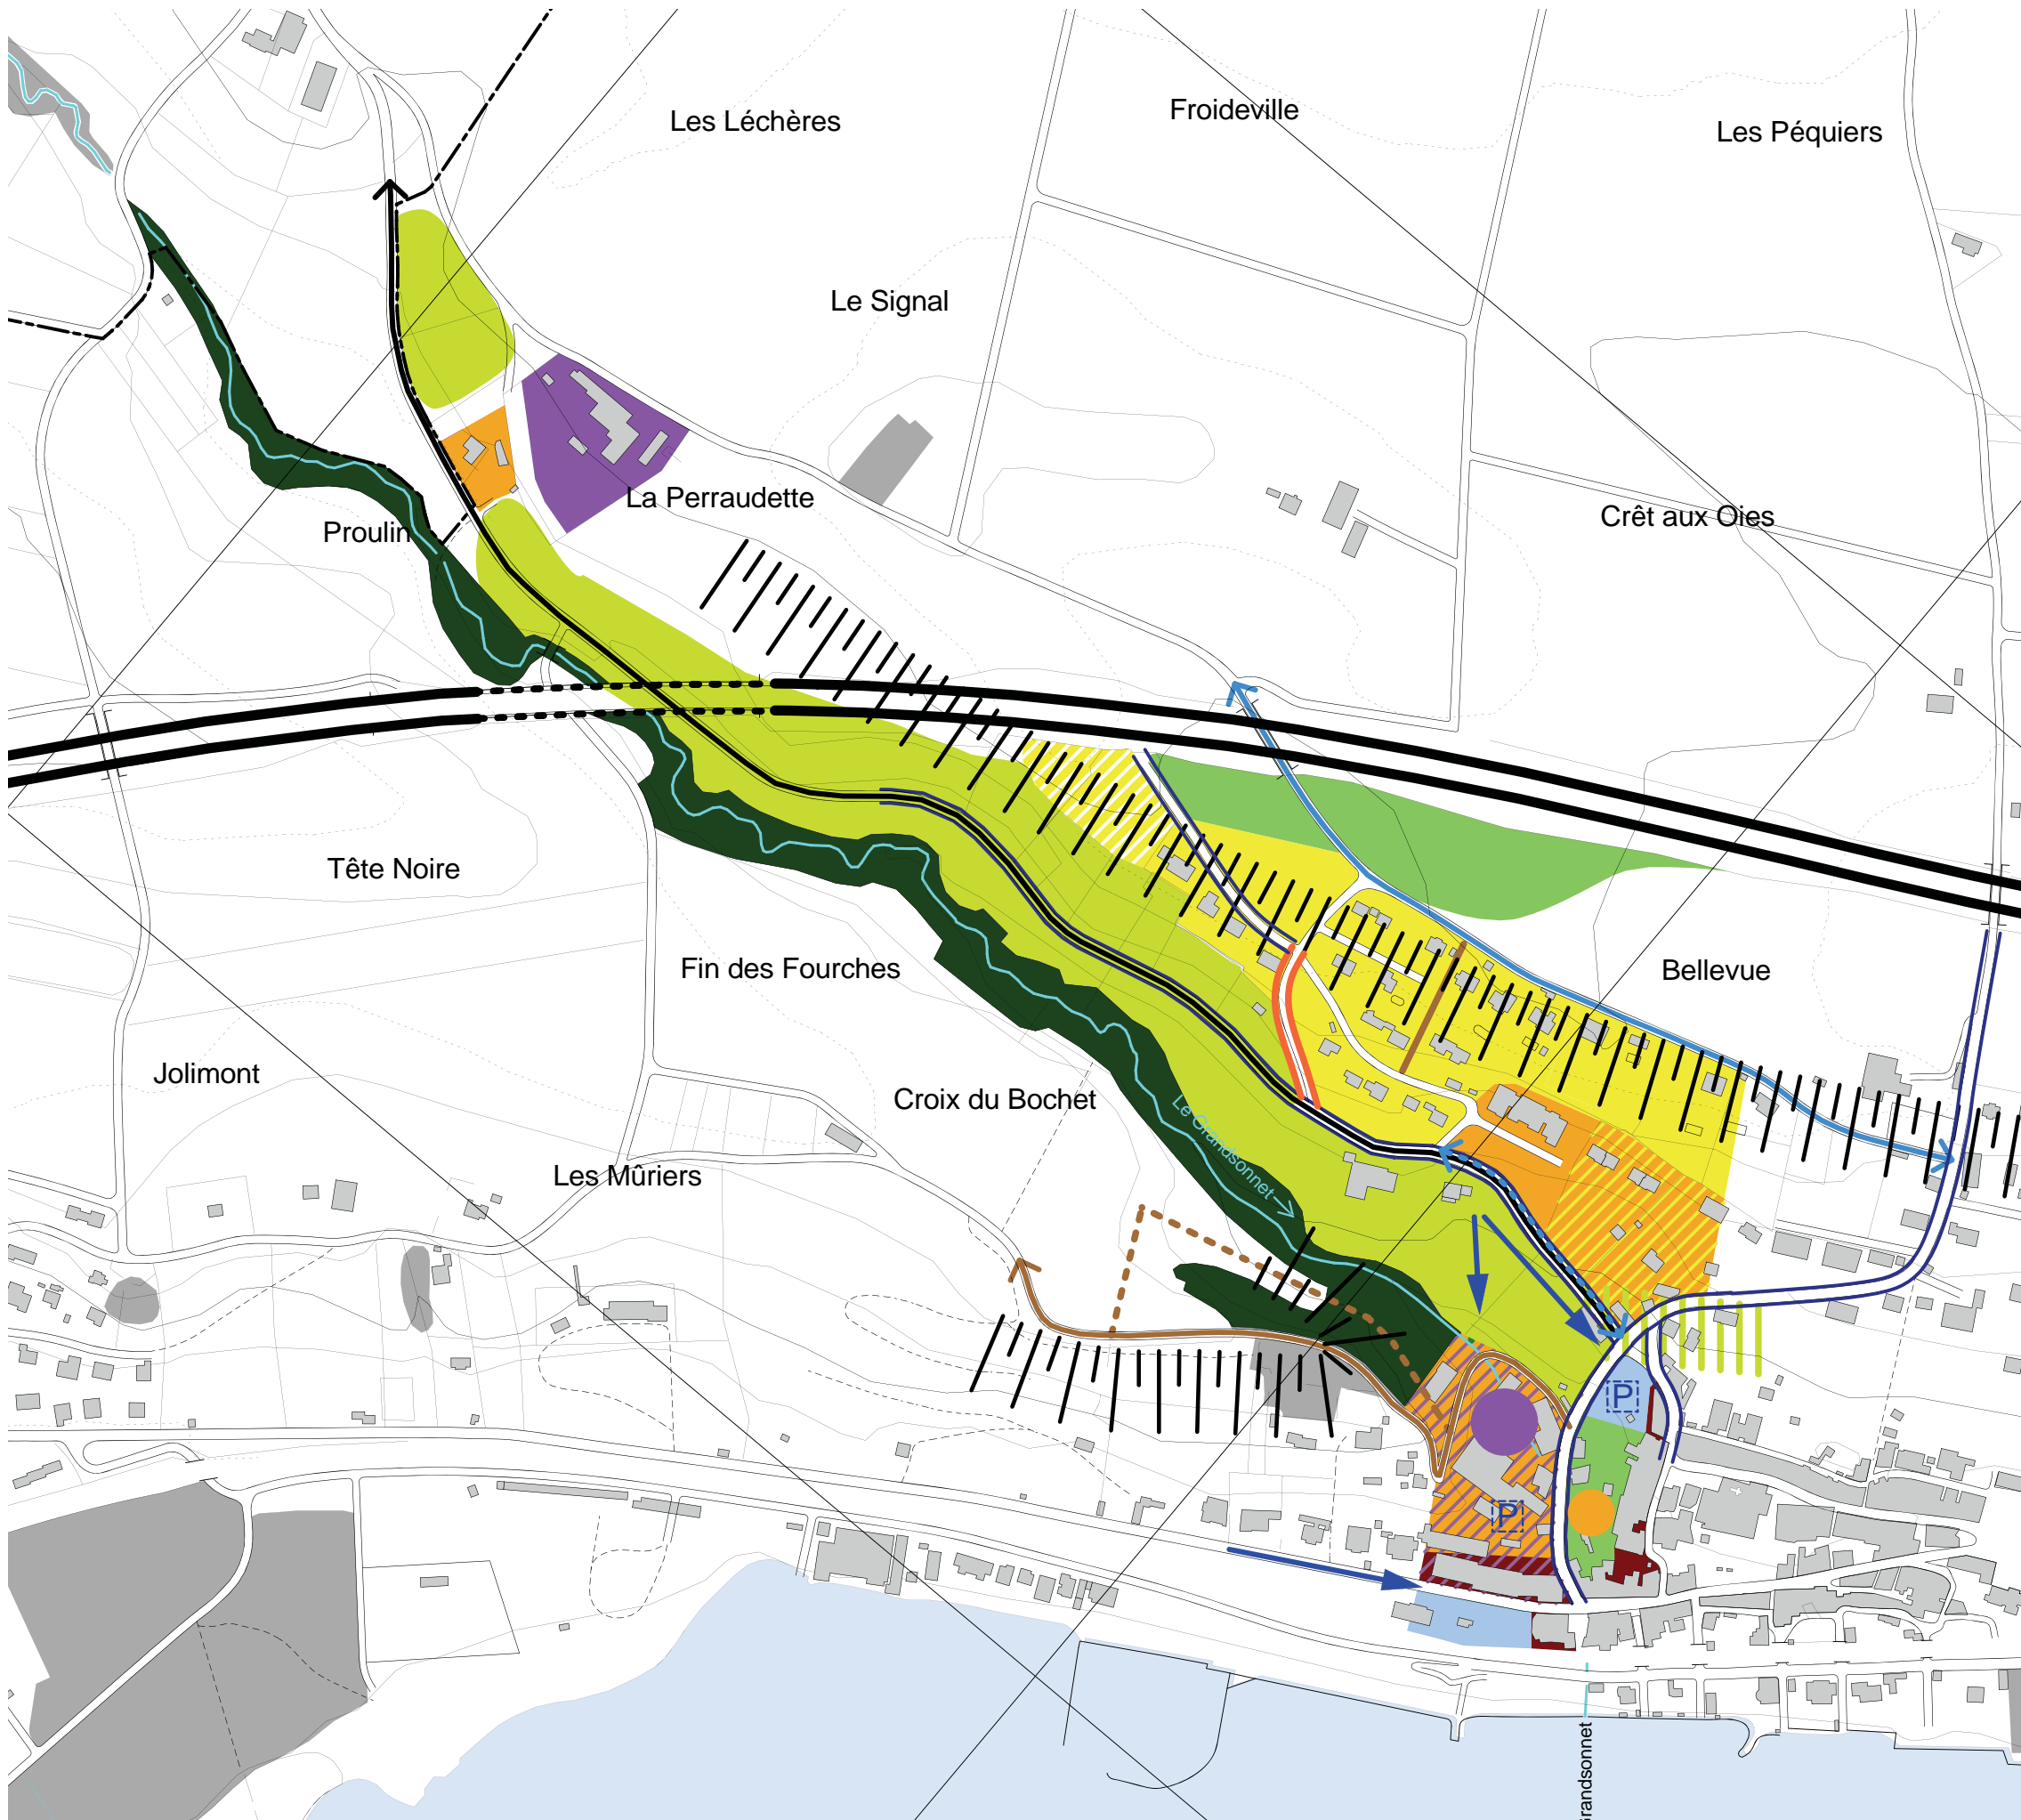 Les Léchères
Froideville
Les Péquiers
Le Signal
La Perraudette
Crêt aux Oies
Proulin
Tête Noire
Fin des Fourches
Bellevue
Jolimont
Croix du Bochet
Le Grandsonnet
Les Mûriers
P
P
randsonnet